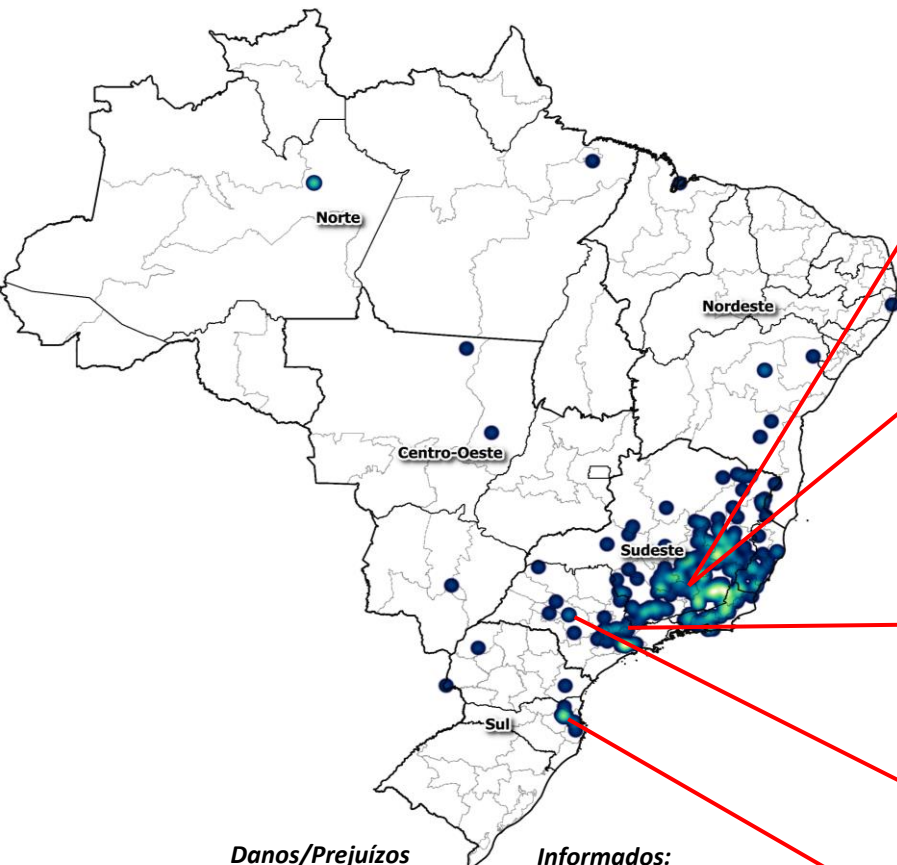 Norte
Nordeste
Centro-Oeste
Sudeste
Sul
Danos/Prejuízos Informados: